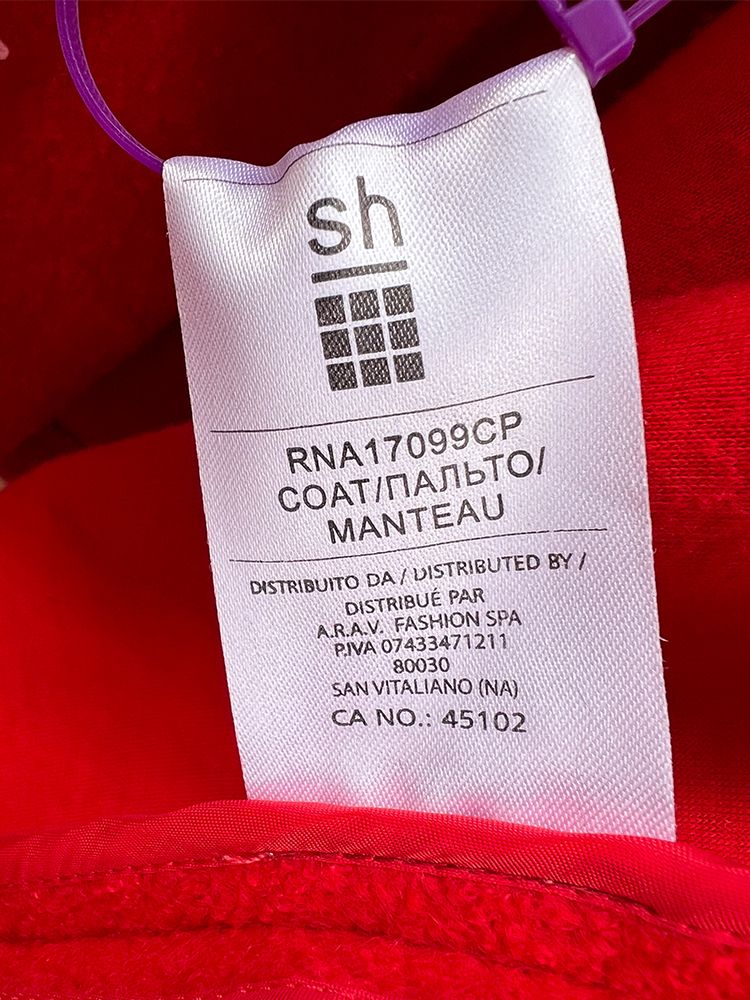 sh
RNA17099CP
COAT/ПАЛЬТО/
MANTEAU
DISTRIBUITO DA / DISTRIBUTED BY /
DISTRIBUÉ PAR
A.R.A.V. FASHION SPA
P.IVA 07433471211
80030
SAN VITALIANO (NA)
CA NO.: 45102